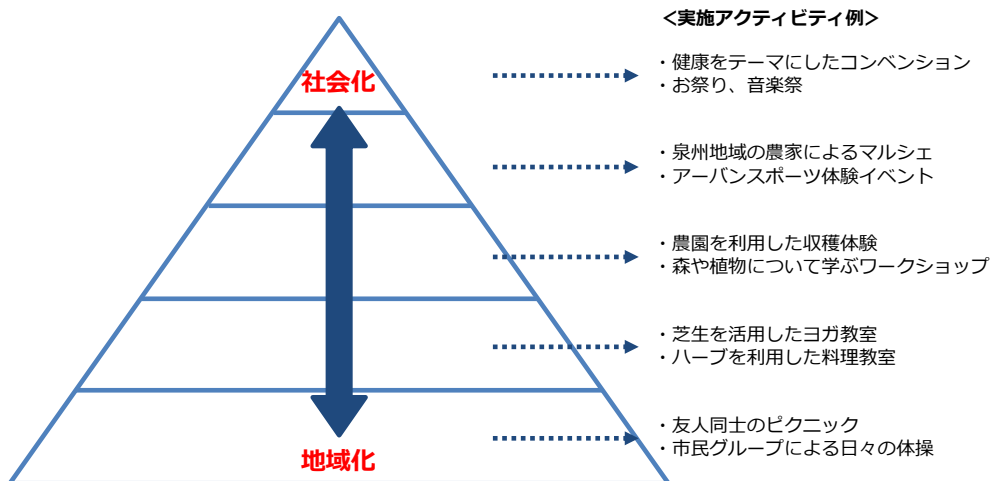 <実施アクティビティ例>
社会化
・健康をテーマにしたコンベンション
・お祭り、音楽祭
・泉州地域の農家によるマルシェ
・アーバンスポーツ体験イベント
・農園を利用した収穫体験
・森や植物について学ぶワークショップ
・芝生を活用したヨガ教室
・ハーブを利用した料理教室
・友人同士のピクニック
・市民グループによる日々の体操
地域化